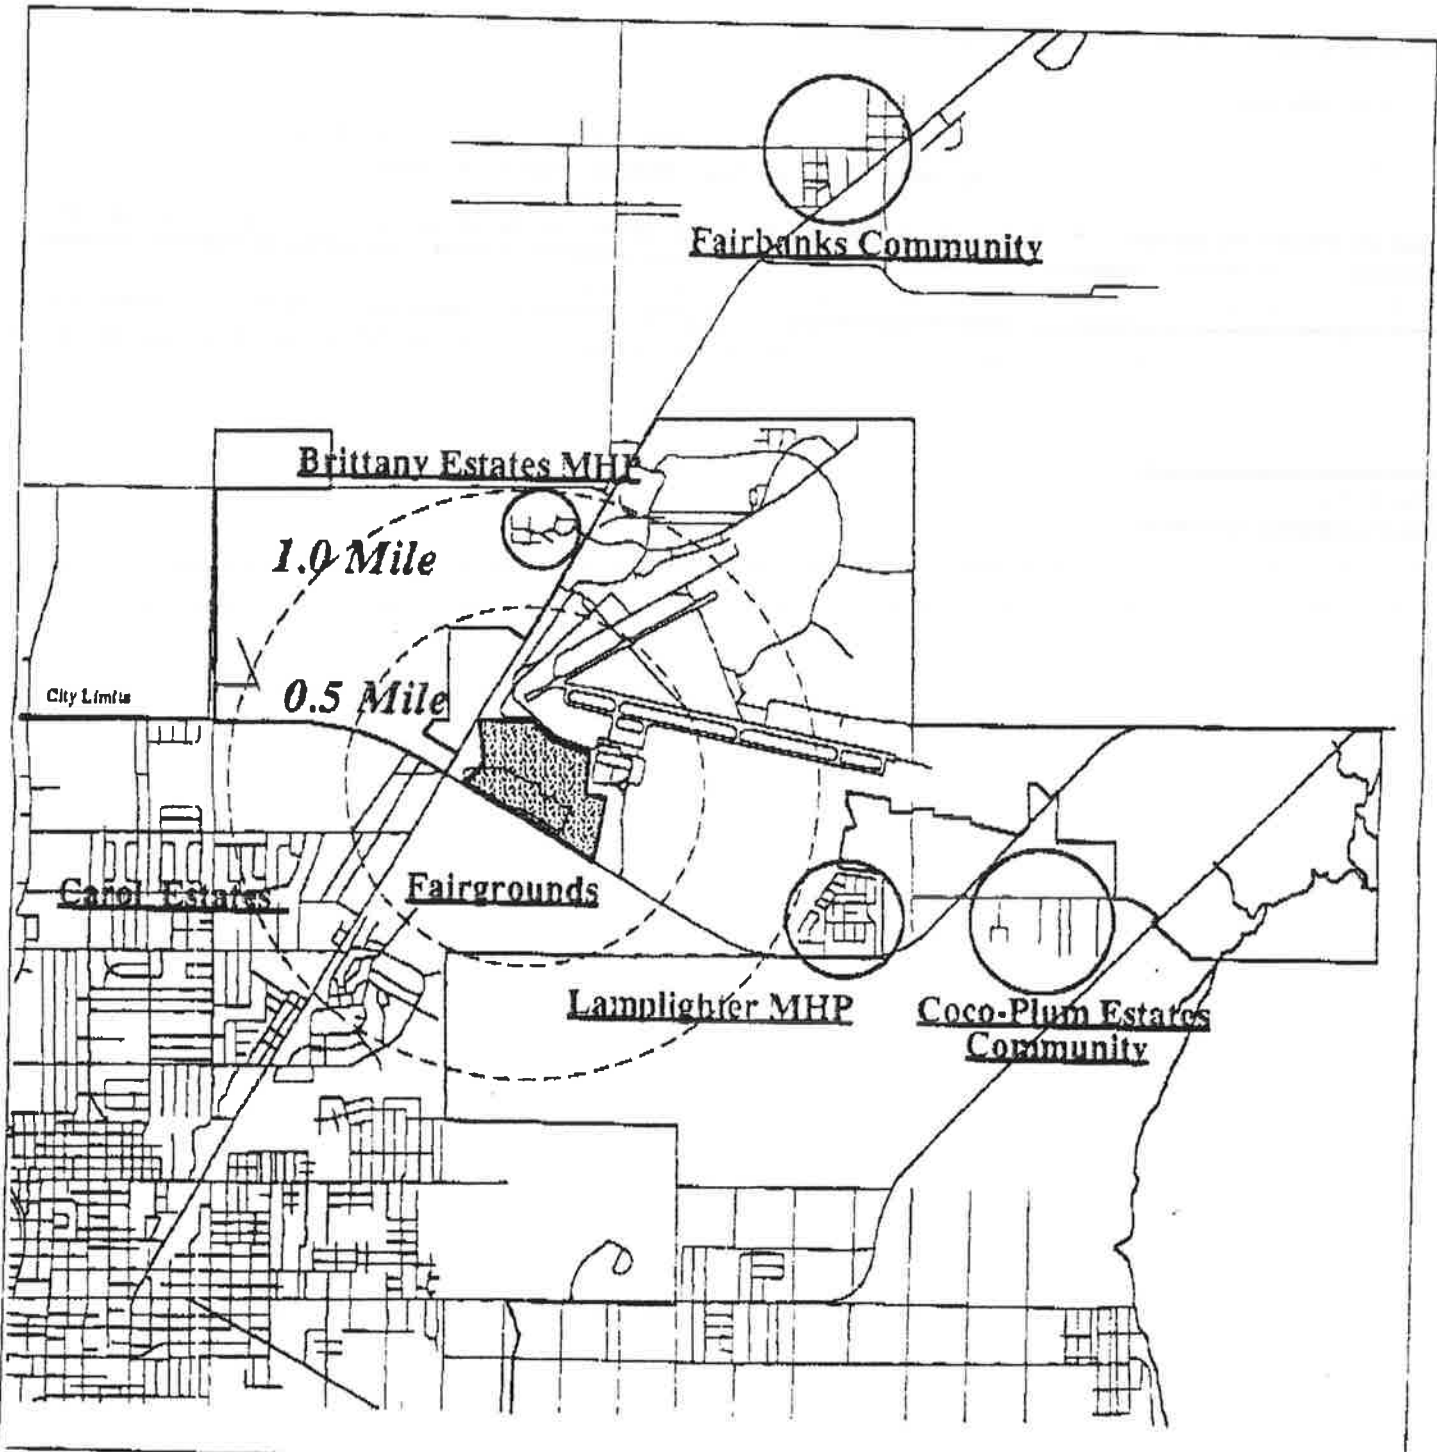 Fairbanks Community
Brittany Estates MHP
1.0 Mile
0.5 Mile
City Limits
Carol Estates
Fairgrounds
Lamplighter MHP
Coco-Plum Estates
Community